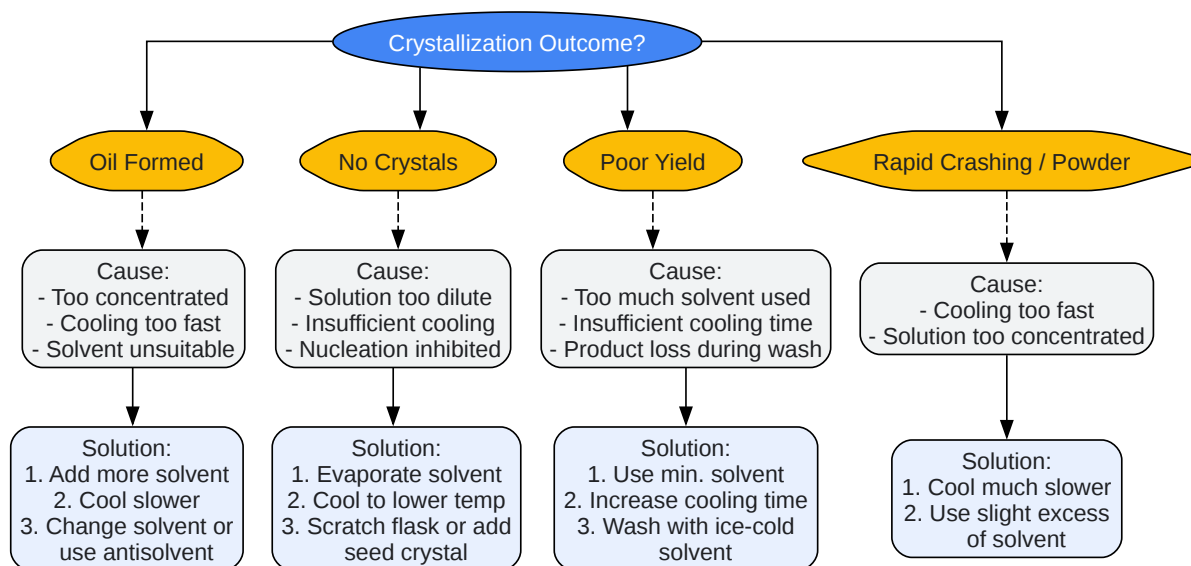 Crystallization Outcome?
Oil Formed
No Crystals
Poor Yield
Rapid Crashing / Powder
Cause:
- Too concentrated
- Cooling too fast
- Solvent unsuitable
Cause:
- Solution too dilute
- Insufficient cooling
- Nucleation inhibited
Cause:
- Too much solvent used
- Insufficient cooling time
- Product loss during wash
Cause:
- Cooling too fast
- Solution too concentrated
Solution:
1. Add more solvent
2. Cool slower
3. Change solvent or
use antisolvent
Solution:
1. Evaporate solvent
2. Cool to lower temp
3. Scratch flask or add
seed crystal
Solution:
1. Use min. solvent
2. Increase cooling time
3. Wash with ice-cold
solvent
Solution:
1. Cool much slower
2. Use slight excess
of solvent